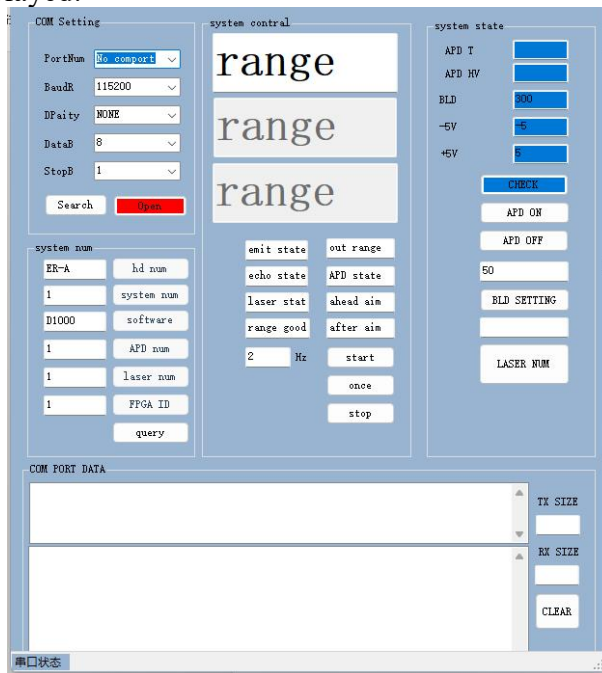 layed.
COM Setting
PortNum No comport
BaudR 115200
DPaity NONE
DataB 8
StopB 1
Search Open
system num
ER-A hd num
1 system num
D1000 software
1 APD num
1 laser num
1 FPGA ID
query
system contral
range
range
range
emit state out range
echo state APD state
laser stat ahead aim
range good after aim
2 Hz start
once
stop
system state
APD T
APD HV
BLD 300
-5V -5
+5V 5
CHECK
APD ON
APD OFF
50
BLD SETTING
LASER NUM
COM PORT DATA
TX SIZE
RX SIZE
CLEAR
串口状态